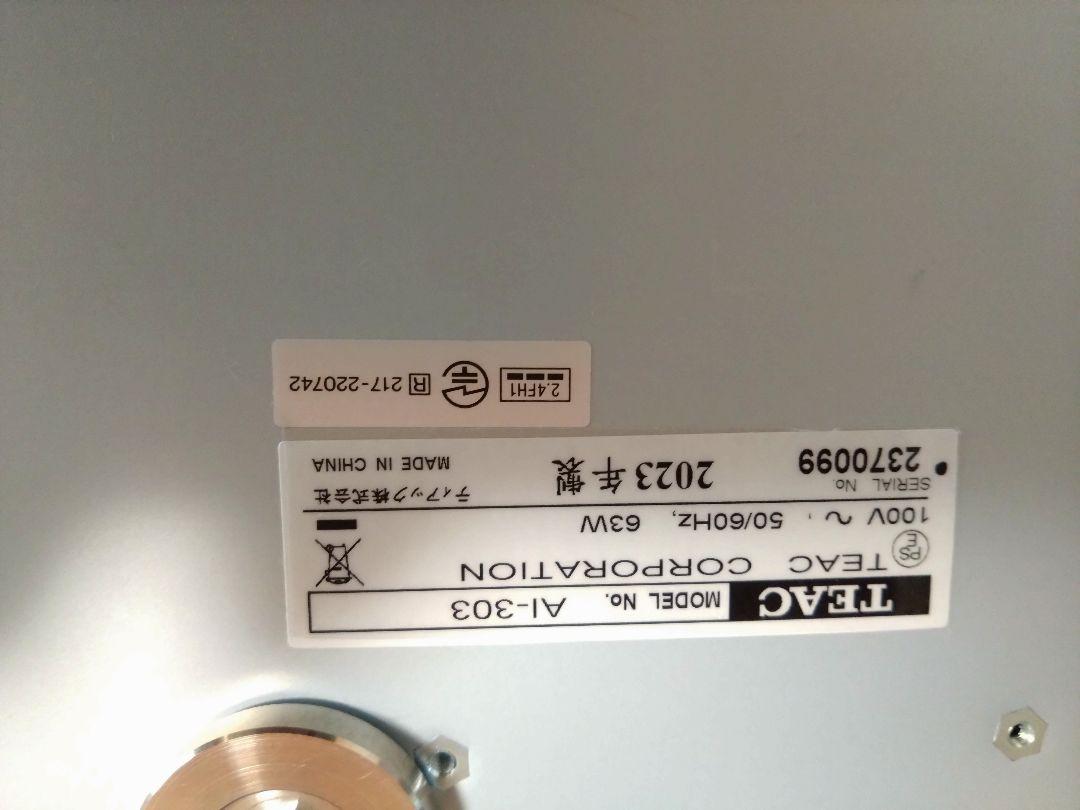 TEAC MODEL No. AI-303
TEAC CORPORATION
PS
E
100V ∿, 50/60Hz, 63W
SERIAL No.
2370099
2023年製
ティアック株式会社
MADE IN CHINA
2.4FH1
R 217-220742